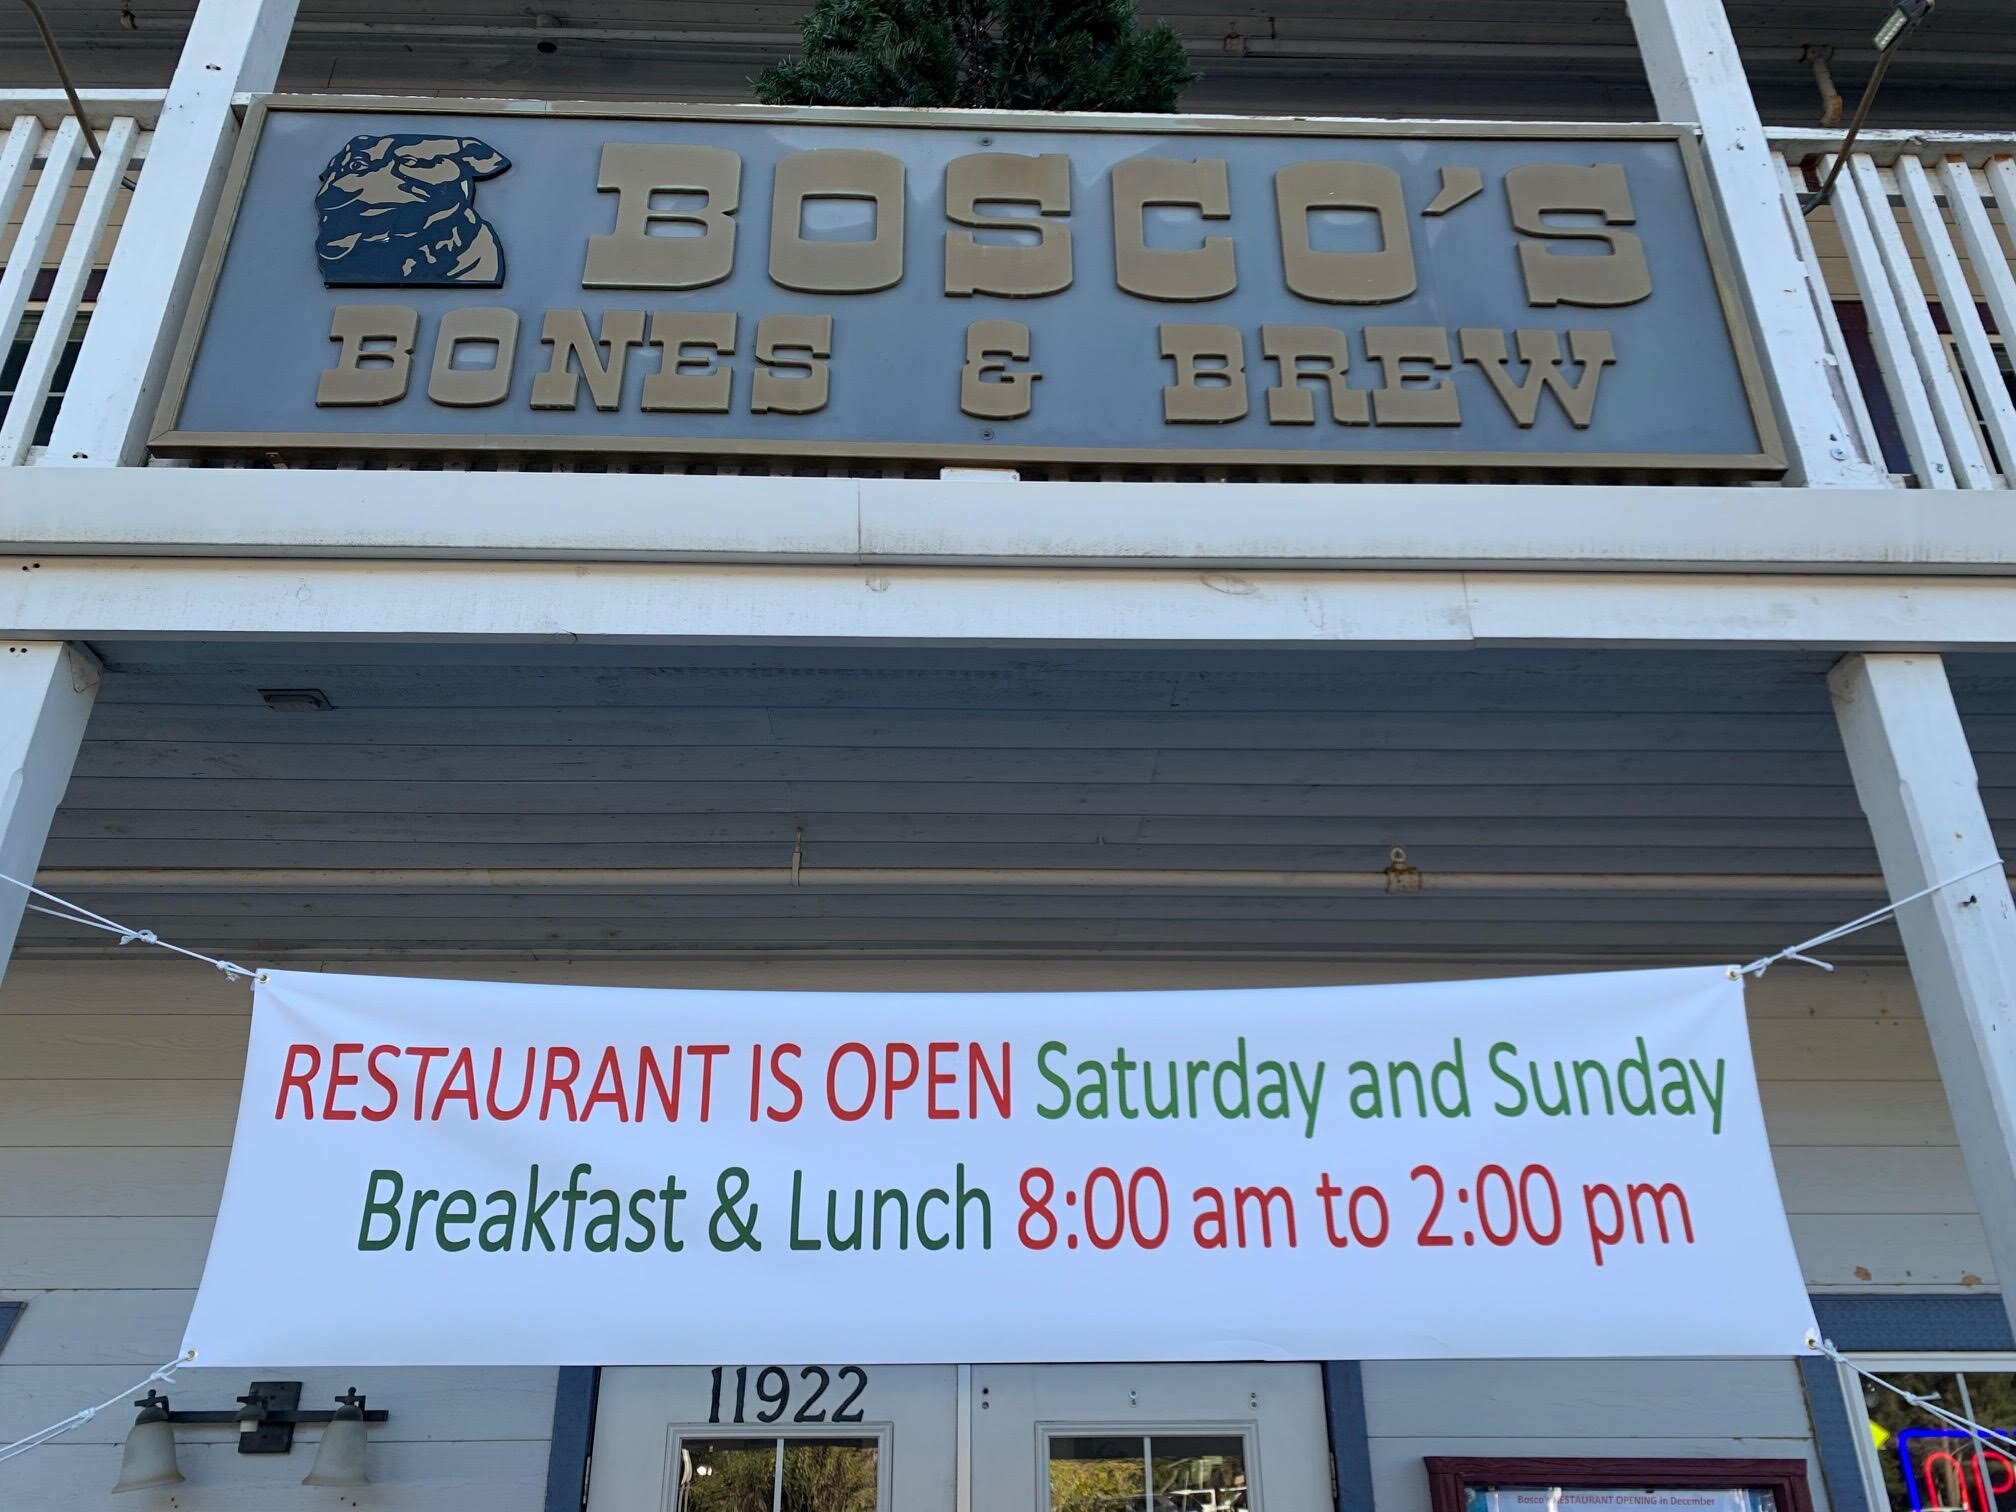 BOSCO'S
BONES & BREW
RESTAURANT IS OPEN Saturday and Sunday
Breakfast & Lunch 8:00 am to 2:00 pm
11922
Bosco's RESTAURANT OPENING in December